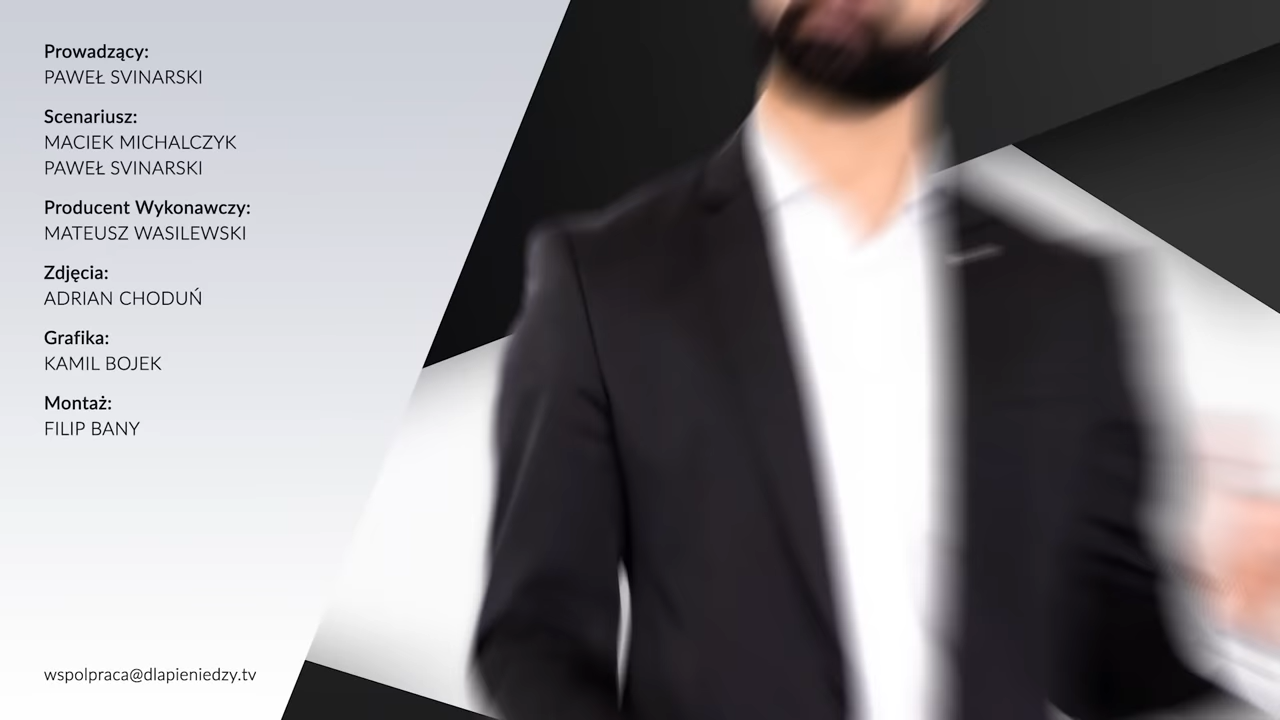 Prowadzący:
PAWEŁ SVINARSKI
Scenariusz:
MACIEK MICHALCZYK
PAWEŁ SVINARSKI
Producent Wykonawczy:
MATEUSZ WASILEWSKI
Zdjęcia:
ADRIAN CHODUŃ
Grafika:
KAMIL BOJEK
Montaż:
FILIP BANY
wspolpraca@dlapieniedzy.tv